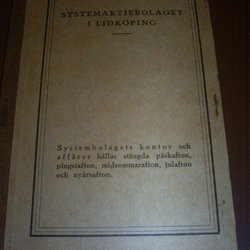 SYSTEMAKTIEBOLAGET
I LIDKÖPING
Systembolagets kontor och
affärer hållas stängda påskafton,
pingstafton, midsommarafton, julafton
och nyårsafton.